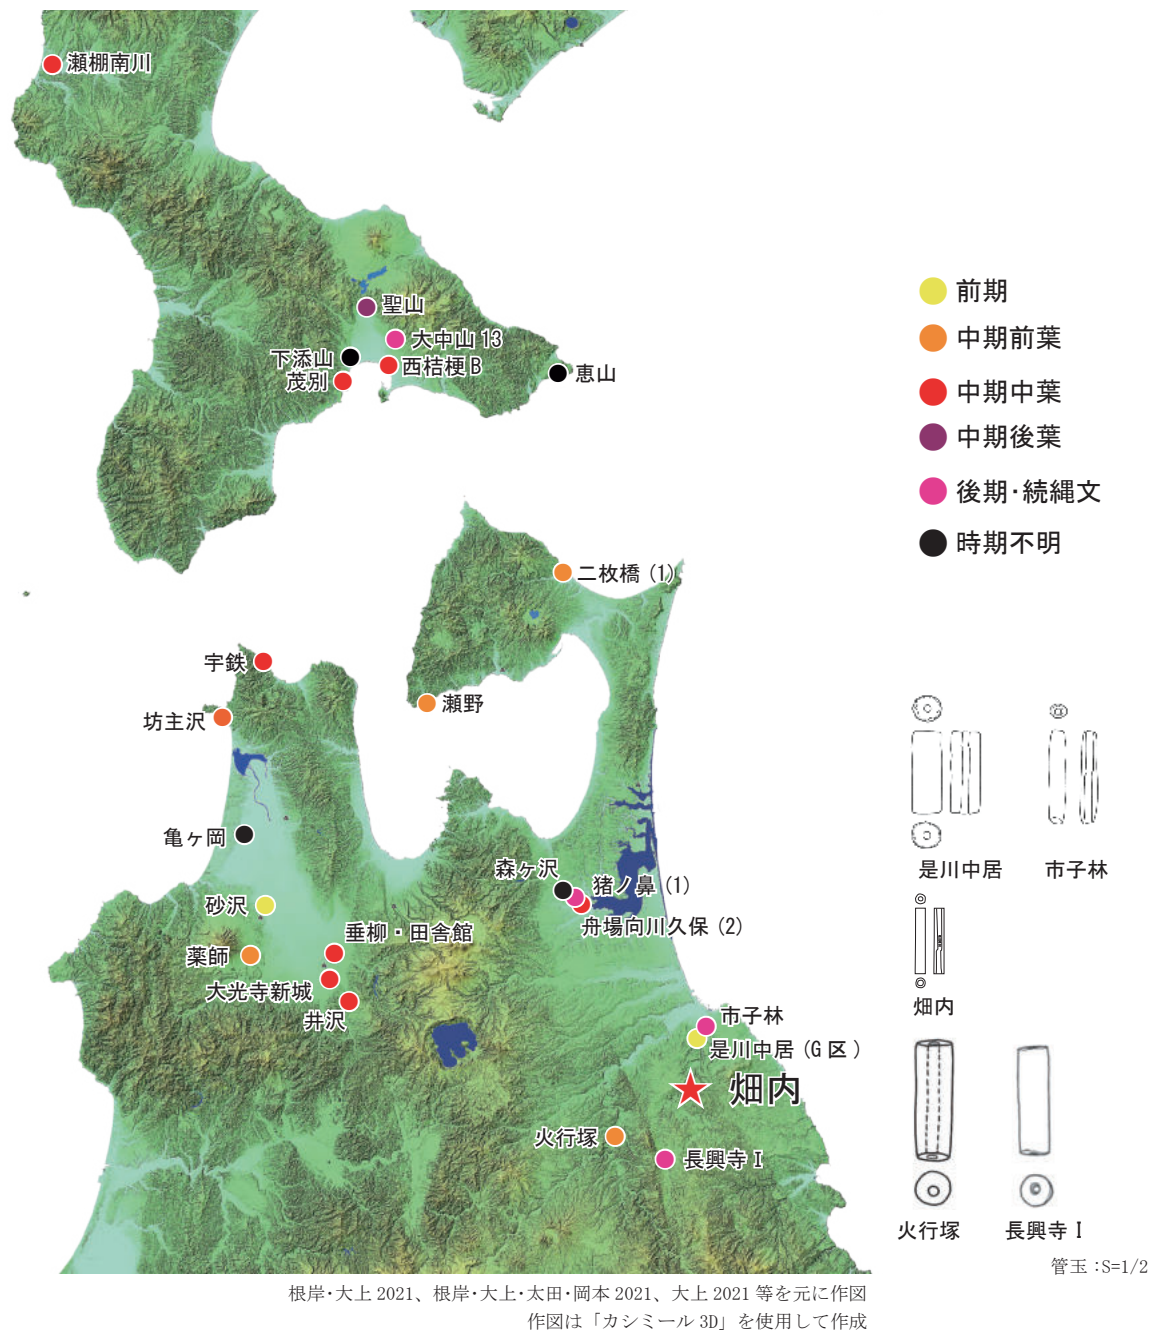 瀬棚南川
聖山
大中山 13
下添山
西桔梗 B
茂別
恵山
前期
中期前葉
中期中葉
中期後葉
後期･続縄文
時期不明
二枚橋 (1)
宇鉄
瀬野
坊主沢
亀ヶ岡
森ヶ沢
猪ノ鼻 (1)
砂沢
舟場向川久保 (2)
垂柳・田舎館
薬師
大光寺新城
井沢
市子林
是川中居 (G 区 )
畑内
火行塚
長興寺 I
是川中居
市子林
畑内
火行塚
長興寺 I
管玉 :S=1/2
根岸･大上 2021、根岸･大上･太田･岡本 2021、大上 2021 等を元に作図
作図は「カシミール 3D」を使用して作成